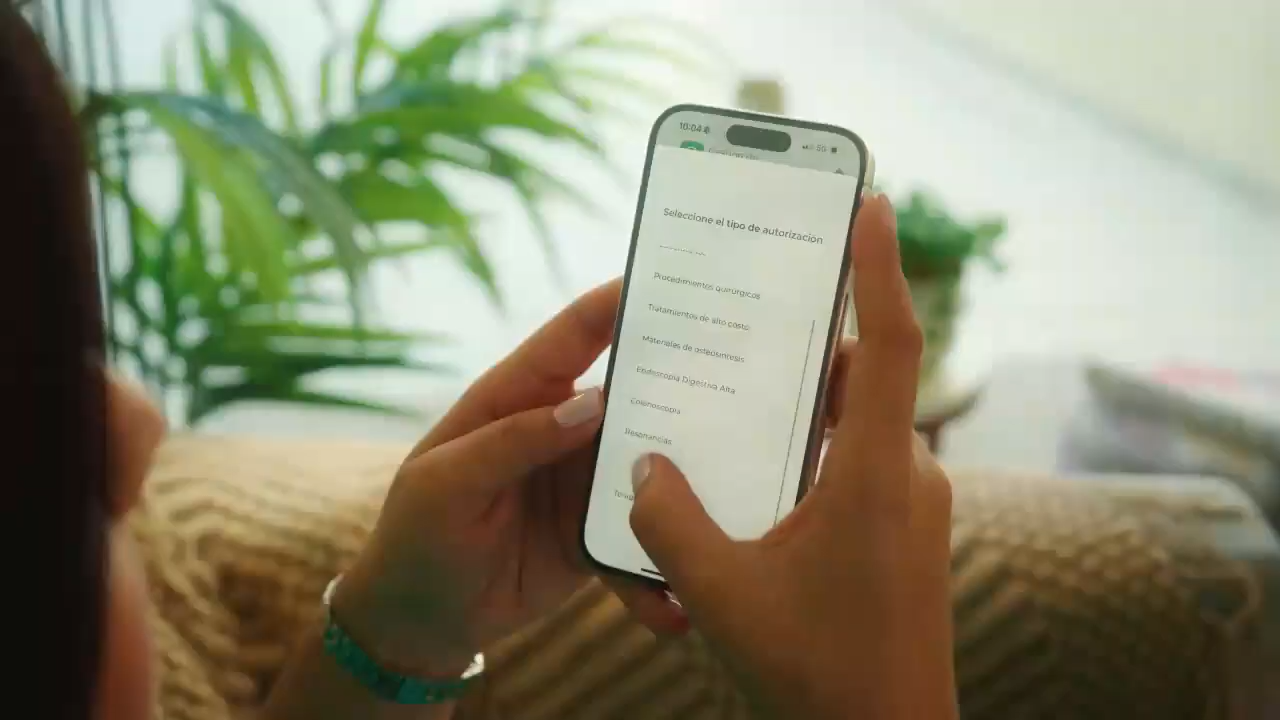 10:04
5G
Seleccione el tipo de autorización
Procedimientos quirúrgicos
Tratamientos de alto costo
Materiales de osteosíntesis
Endoscopia Digestiva Alta
Colonoscopia
Resonancias